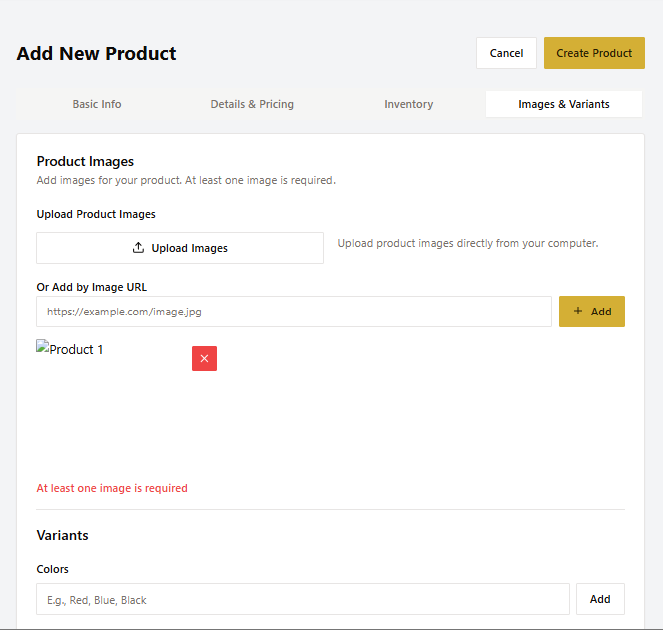 Add New Product
Cancel
Create Product
Basic Info
Details & Pricing
Inventory
Images & Variants
Product Images
Add images for your product. At least one image is required.
Upload Product Images
Upload Images
Upload product images directly from your computer.
Or Add by Image URL
https://example.com/image.jpg
+ Add
Product 1
At least one image is required
Variants
Colors
E.g., Red, Blue, Black
Add